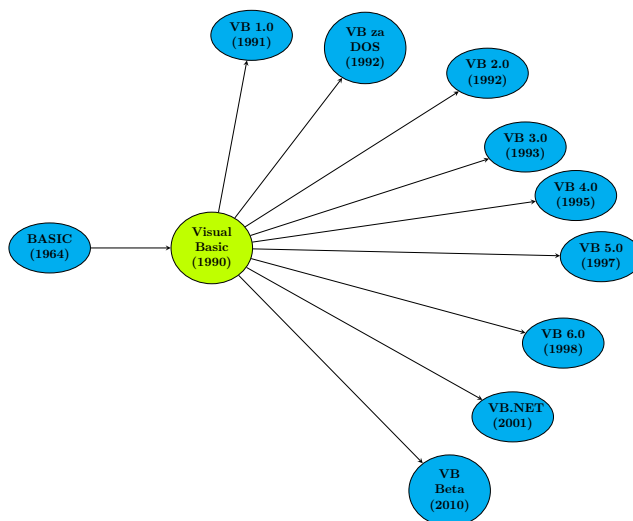 VB 1.0
(1991)
VB za
DOS
(1992)
VB 2.0
(1992)
VB 3.0
(1993)
VB 4.0
(1995)
BASIC
(1964)
Visual
Basic
(1990)
VB 5.0
(1997)
VB 6.0
(1998)
VB.NET
(2001)
VB
Beta
(2010)